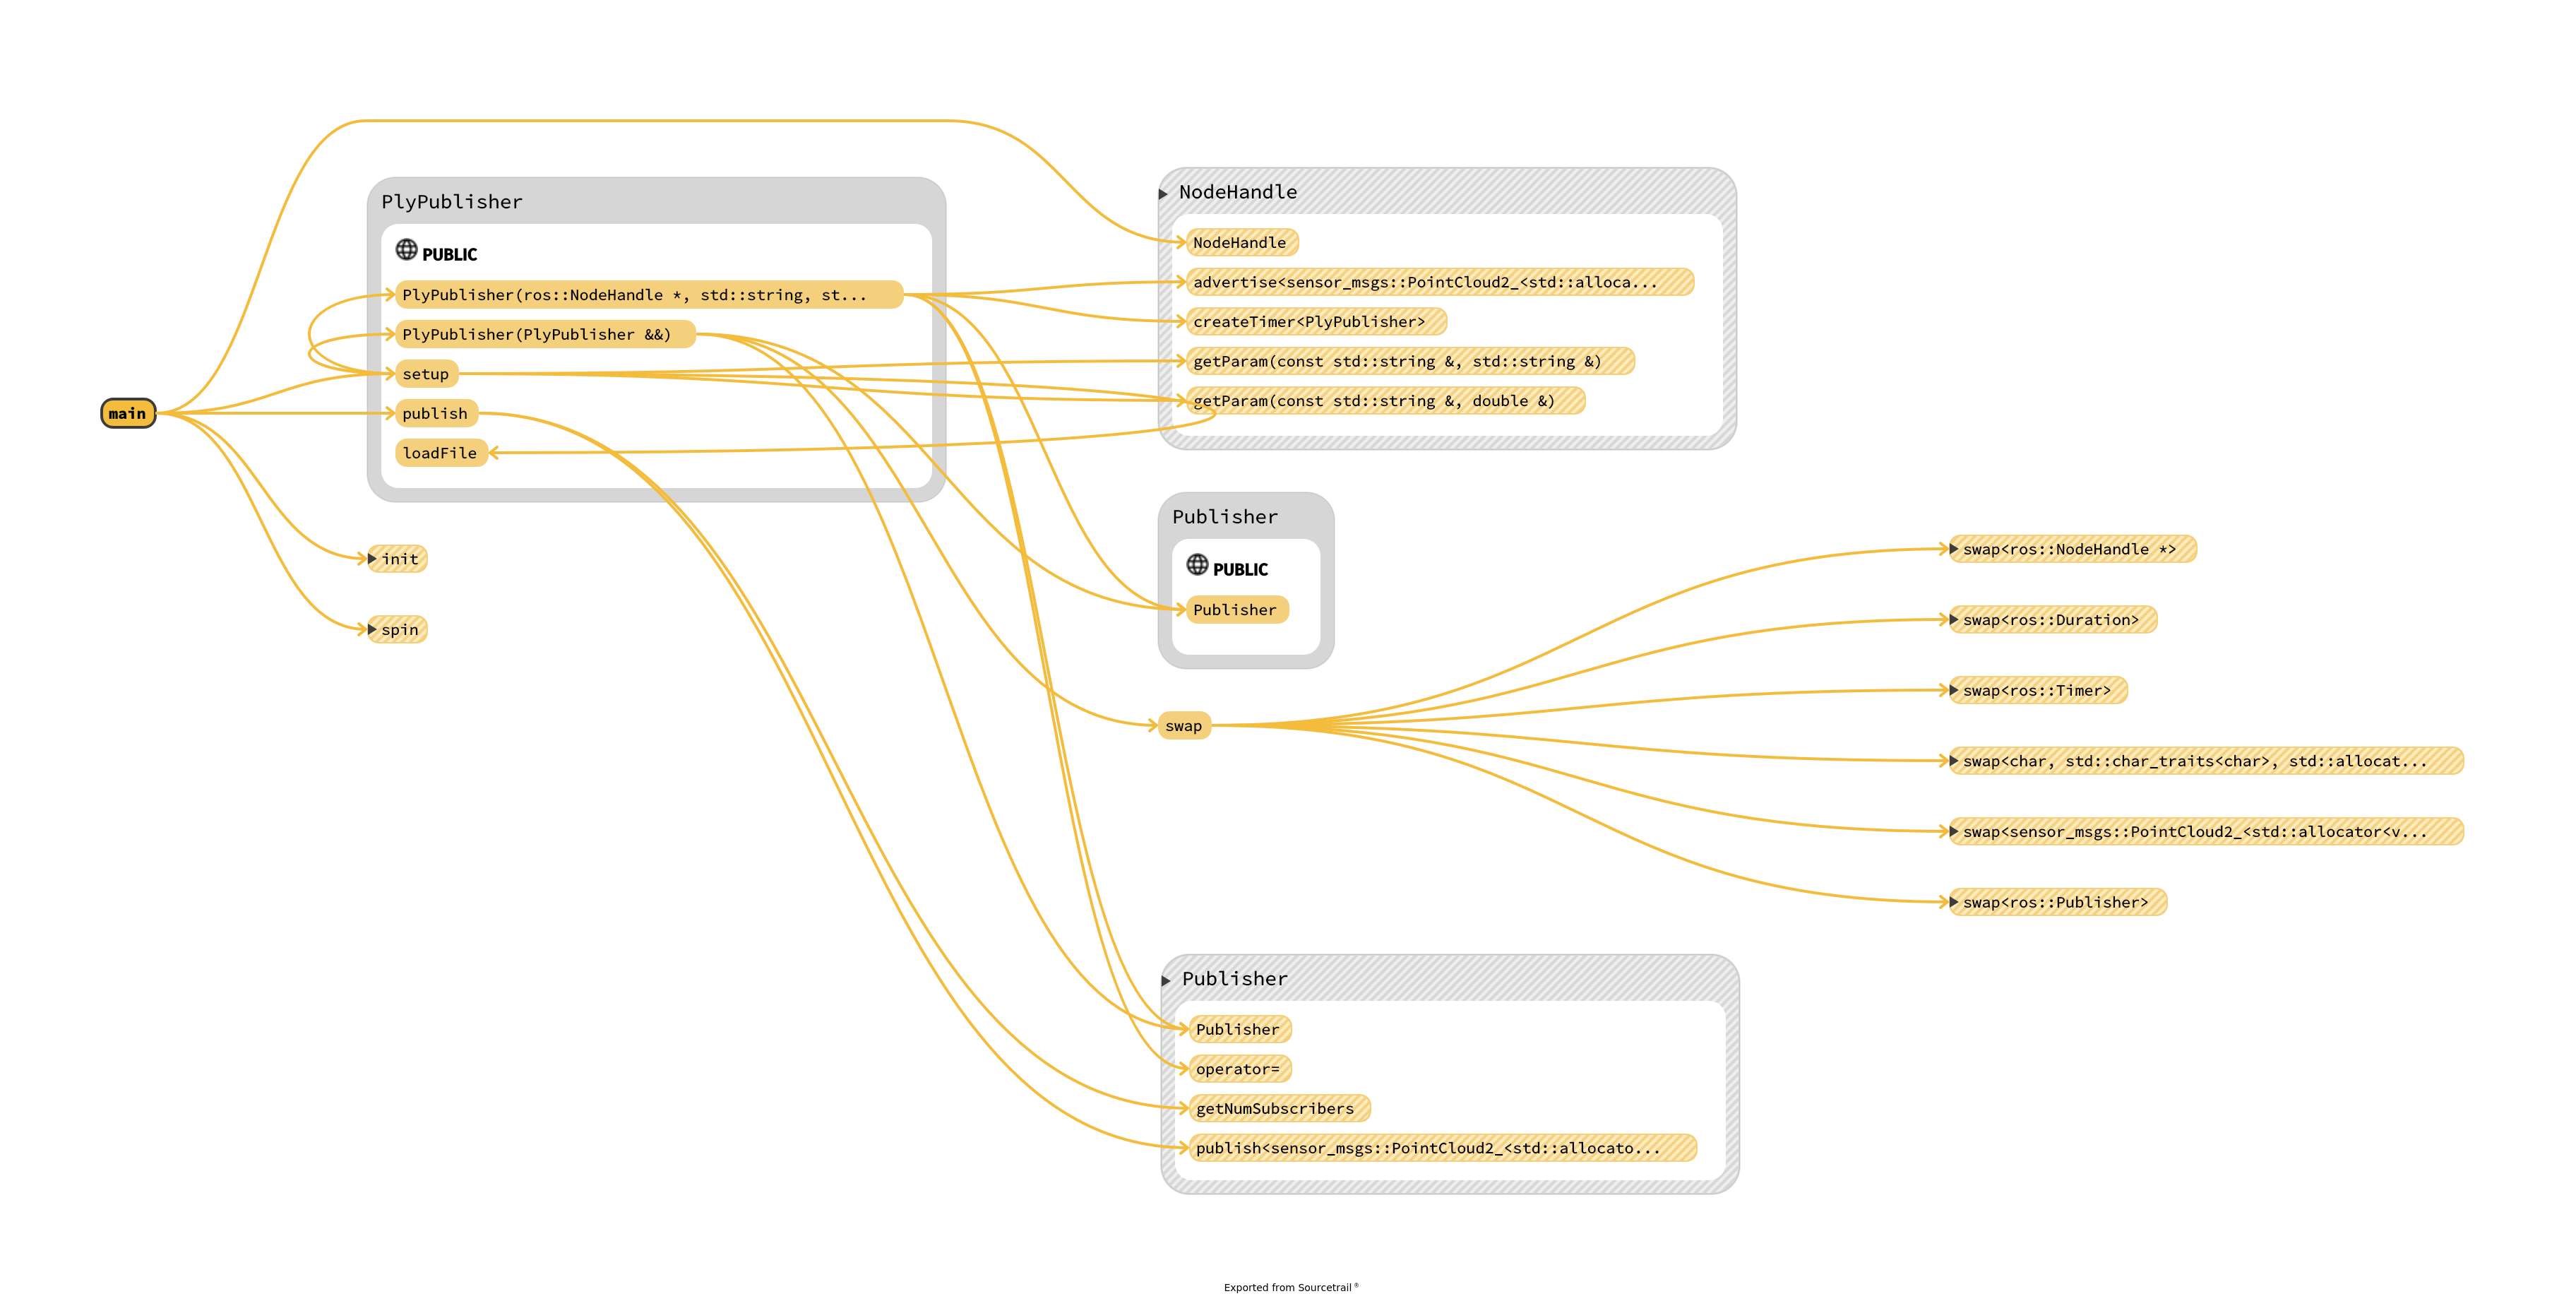 main
PlyPublisher
PUBLIC
PlyPublisher(ros::NodeHandle *, std::string, st...
PlyPublisher(PlyPublisher &&)
setup
publish
loadFile
init
spin
NodeHandle
NodeHandle
advertise<sensor_msgs::PointCloud2_<std::alloca...
createTimer<PlyPublisher>
getParam(const std::string &, std::string &)
getParam(const std::string &, double &)
Publisher
PUBLIC
Publisher
swap
Publisher
Publisher
operator=
getNumSubscribers
publish<sensor_msgs::PointCloud2_<std::allocato...
swap<ros::NodeHandle *>
swap<ros::Duration>
swap<ros::Timer>
swap<char, std::char_traits<char>, std::allocat...
swap<sensor_msgs::PointCloud2_<std::allocator<v...
swap<ros::Publisher>
Exported from Sourcetrail ®